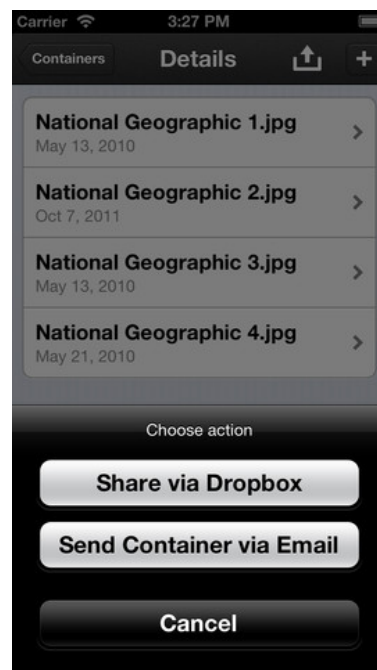 Carrier 3:27 PM
Containers Details +
National Geographic 1.jpg
May 13, 2010
National Geographic 2.jpg
Oct 7, 2011
National Geographic 3.jpg
May 13, 2010
National Geographic 4.jpg
May 21, 2010
Choose action
Share via Dropbox
Send Container via Email
Cancel